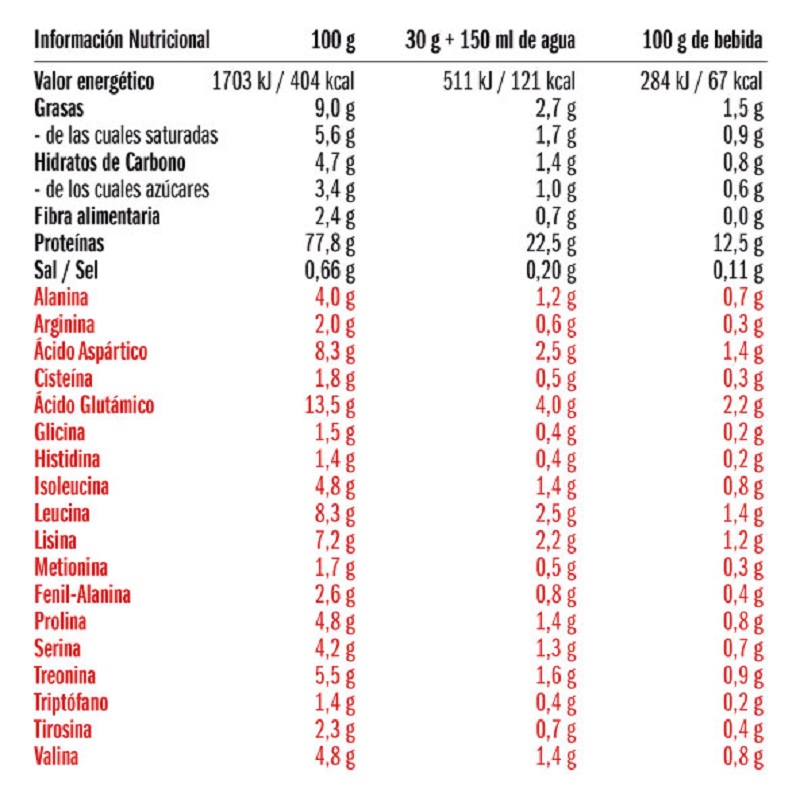 Información Nutricional 100 g 30 g + 150 ml de agua 100 g de bebida
Valor energético 1703 kJ / 404 kcal 511 kJ / 121 kcal 284 kJ / 67 kcal
Grasas 9,0 g 2,7 g 1,5 g
- de las cuales saturadas 5,6 g 1,7 g 0,9 g
Hidratos de Carbono 4,7 g 1,4 g 0,8 g
- de los cuales azúcares 3,4 g 1,0 g 0,6 g
Fibra alimentaria 2,4 g 0,7 g 0,0 g
Proteínas 77,8 g 22,5 g 12,5 g
Sal / Sel 0,66 g 0,20 g 0,11 g
Alanina 4,0 g 1,2 g 0,7 g
Arginina 2,0 g 0,6 g 0,3 g
Ácido Aspártico 8,3 g 2,5 g 1,4 g
Cisteína 1,8 g 0,5 g 0,3 g
Ácido Glutámico 13,5 g 4,0 g 2,2 g
Glicina 1,5 g 0,4 g 0,2 g
Histidina 1,4 g 0,4 g 0,2 g
Isoleucina 4,8 g 1,4 g 0,8 g
Leucina 8,3 g 2,5 g 1,4 g
Lisina 7,2 g 2,2 g 1,2 g
Metionina 1,7 g 0,5 g 0,3 g
Fenil-Alanina 2,6 g 0,8 g 0,4 g
Prolina 4,8 g 1,4 g 0,8 g
Serina 4,2 g 1,3 g 0,7 g
Treonina 5,5 g 1,6 g 0,9 g
Triptófano 1,4 g 0,4 g 0,2 g
Tirosina 2,3 g 0,7 g 0,4 g
Valina 4,8 g 1,4 g 0,8 g